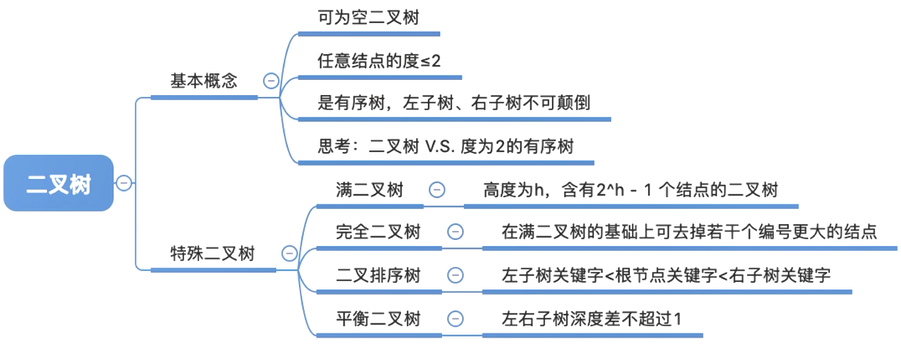 二叉树
基本概念
可为空二叉树
任意结点的度≤2
是有序树，左子树、右子树不可颠倒
思考：二叉树 V.S. 度为2的有序树
特殊二叉树
满二叉树
高度为h，含有2^h - 1 个结点的二叉树
完全二叉树
在满二叉树的基础上可去掉若干个编号更大的结点
二叉排序树
左子树关键字<根节点关键字<右子树关键字
平衡二叉树
左右子树深度差不超过1